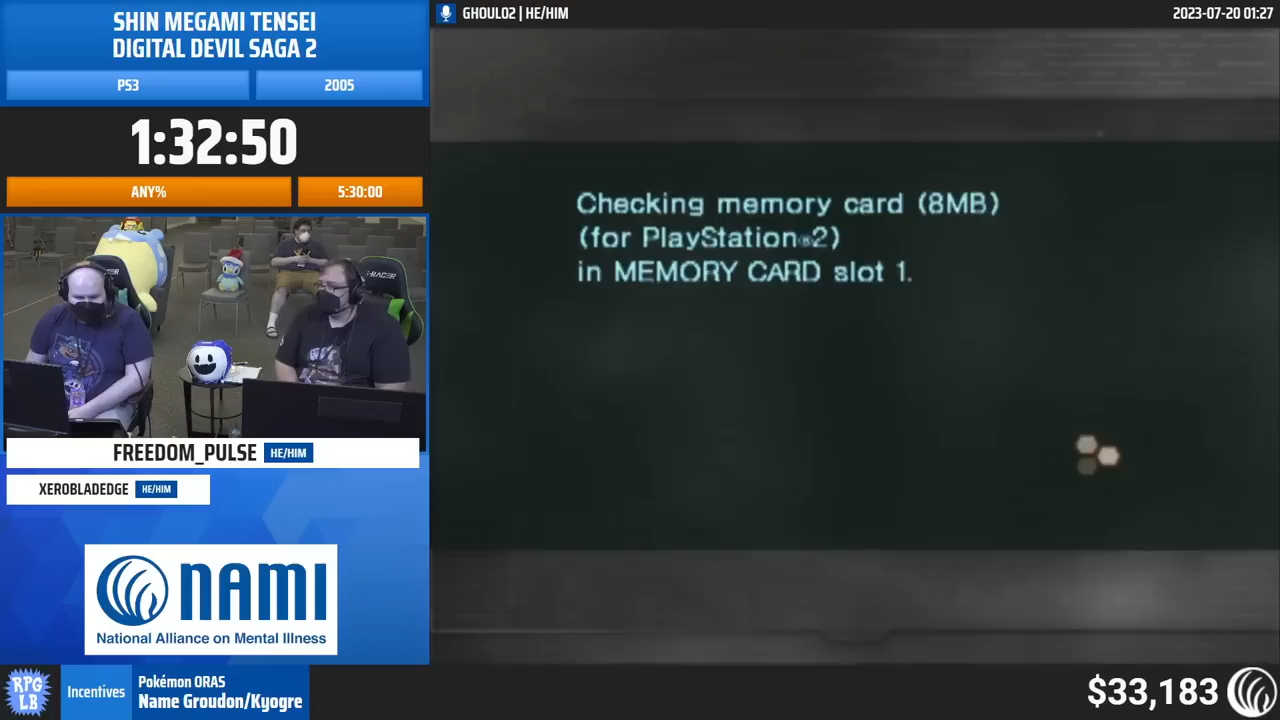 SHIN MEGAMI TENSEI
DIGITAL DEVIL SAGA 2
PS3
2005
1:32:50
ANY%
5:30:00
FREEDOM_PULSE HE/HIM
XEROBLADEDGE HE/HIM
NAMI
National Alliance on Mental Illness
GHOUL02 | HE/HIM
2023-07-20 01:27
Checking memory card (8MB)
(for PlayStation®2)
in MEMORY CARD slot 1.
RPG
LB
Incentives
Pokémon ORAS
Name Groudon/Kyogre
$33,183